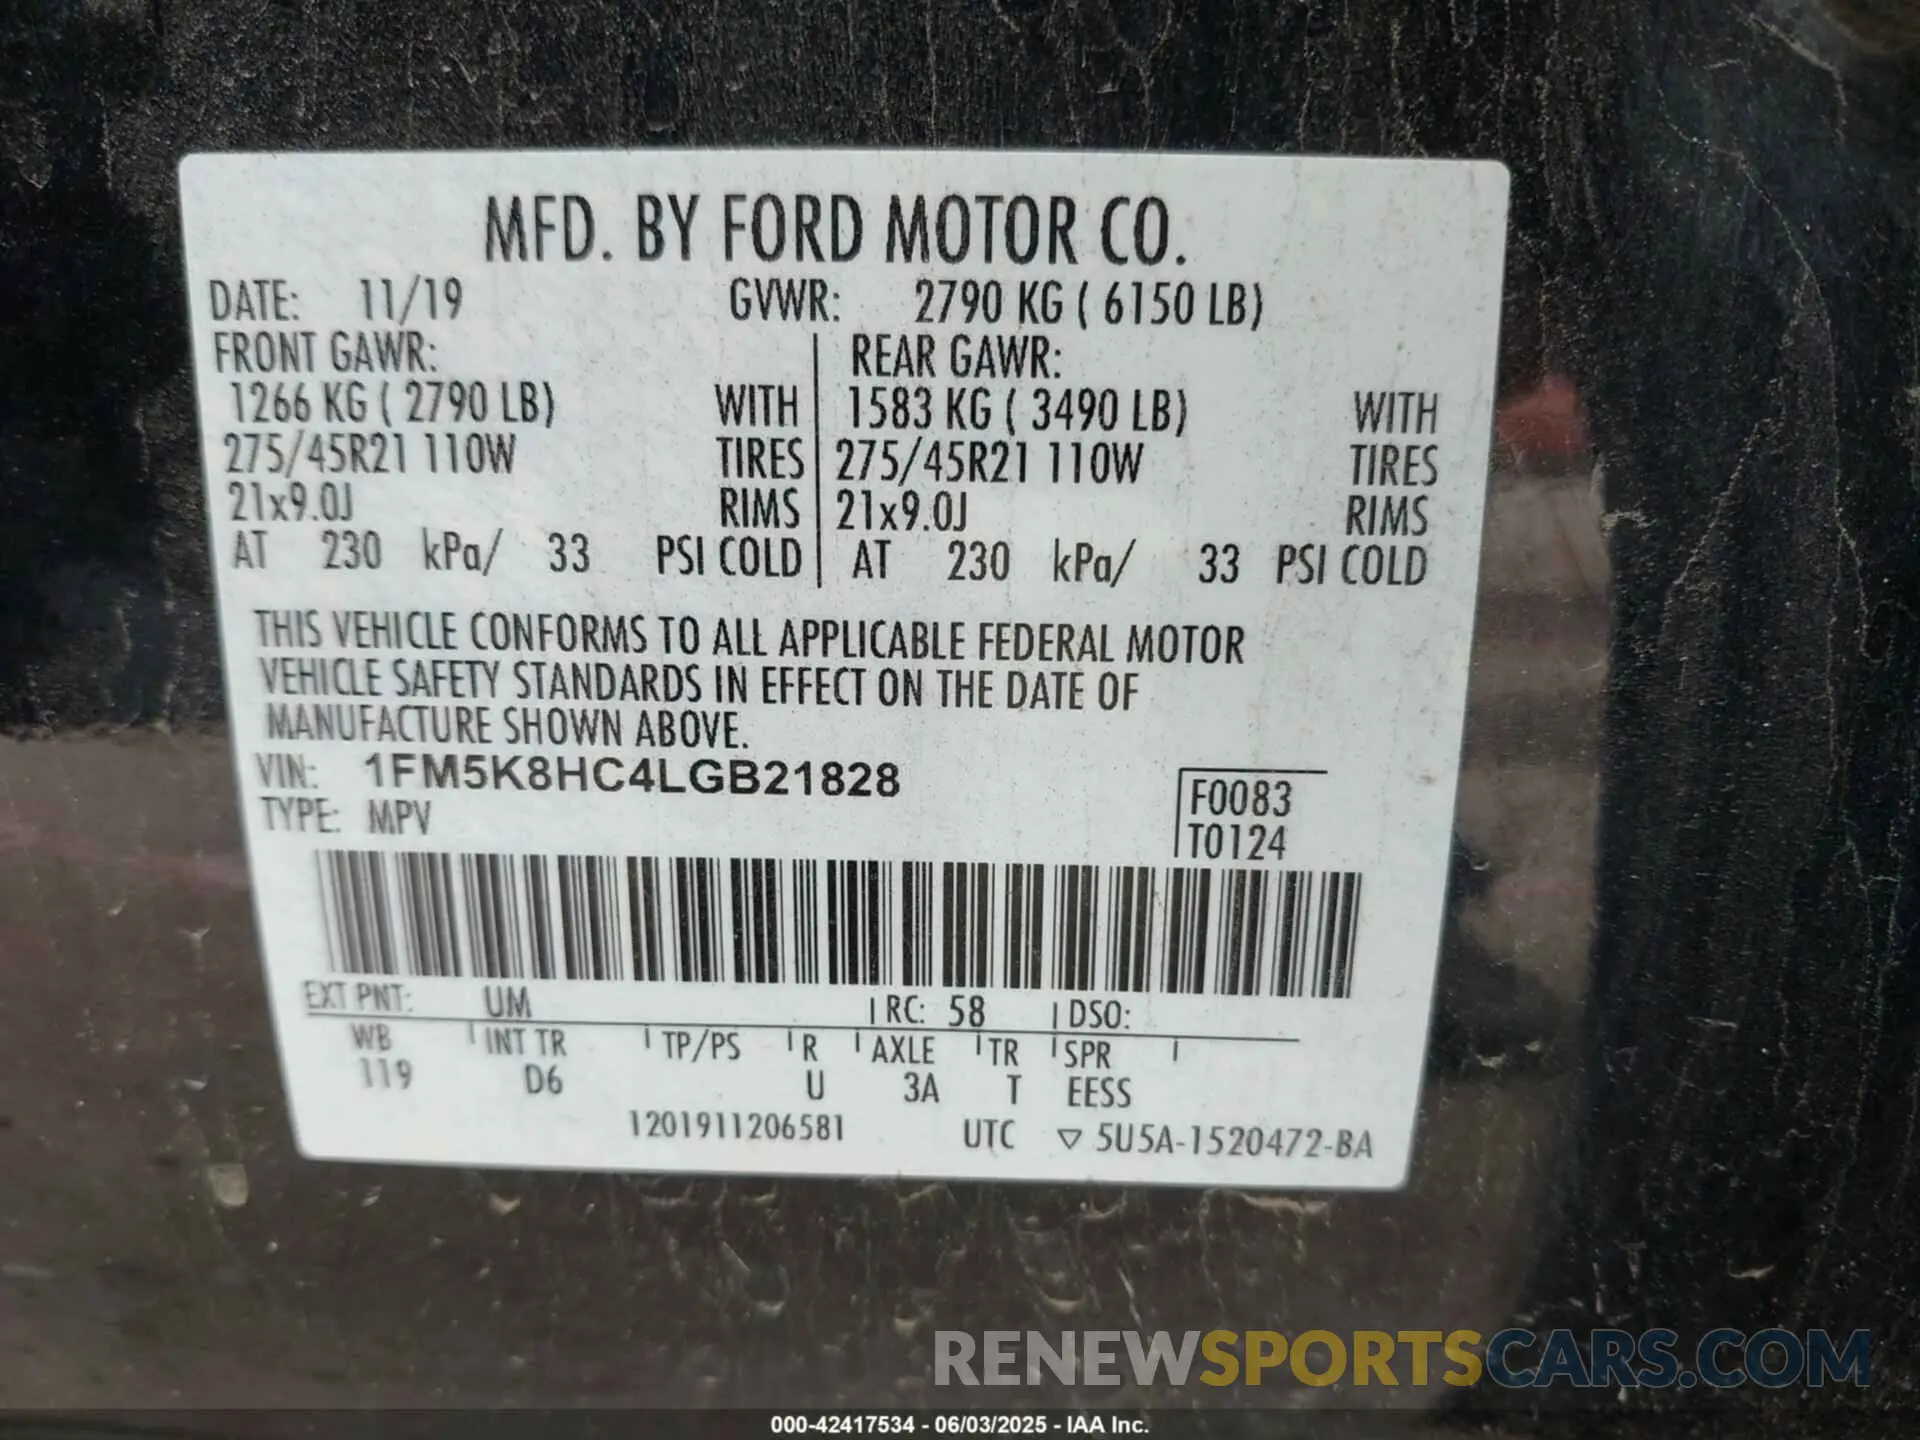 MFD. BY FORD MOTOR CO.
DATE: 11/19 GVWR: 2790 KG ( 6150 LB)
FRONT GAWR: REAR GAWR:
1266 KG ( 2790 LB) WITH 1583 KG ( 3490 LB) WITH
275/45R21 110W TIRES 275/45R21 110W TIRES
21x9.0J RIMS 21x9.0J RIMS
AT 230 kPa/ 33 PSI COLD AT 230 kPa/ 33 PSI COLD
THIS VEHICLE CONFORMS TO ALL APPLICABLE FEDERAL MOTOR
VEHICLE SAFETY STANDARDS IN EFFECT ON THE DATE OF
MANUFACTURE SHOWN ABOVE.
VIN: 1FM5K8HC4LGB21828 F0083
TYPE: MPV T0124
EXT PNT: UM RC: 58 DSO:
WB INT TR TP/PS R AXLE TR SPR
119 D6 U 3A T EESS
1201911206581 UTC ▽ 5U5A-1520472-BA
RENEWSPORTSCARS.COM
000-42417534 - 06/03/2025 - IAA Inc.